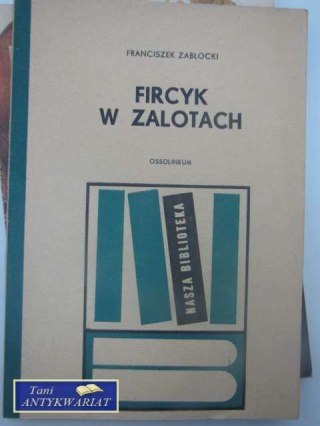 FRANCISZEK ZABŁOCKI
FIRCYK
W ZALOTACH
OSSOLINEUM
NASZA BIBLIOTEKA
Tani
ANTYKWARIAT